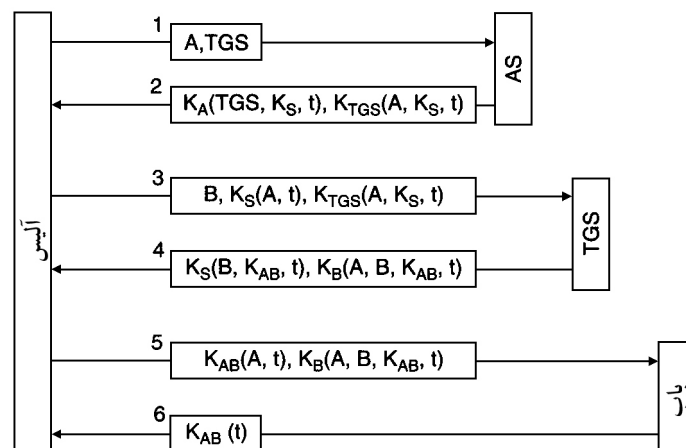 1
A,TGS
AS
2
K_A(TGS, K_S, t), K_TGS(A, K_S, t)
3
B, K_S(A, t), K_TGS(A, K_S, t)
TGS
آلیس
4
K_S(B, K_AB, t), K_B(A, B, K_AB, t)
5
K_AB(A, t), K_B(A, B, K_AB, t)
6
K_AB (t)